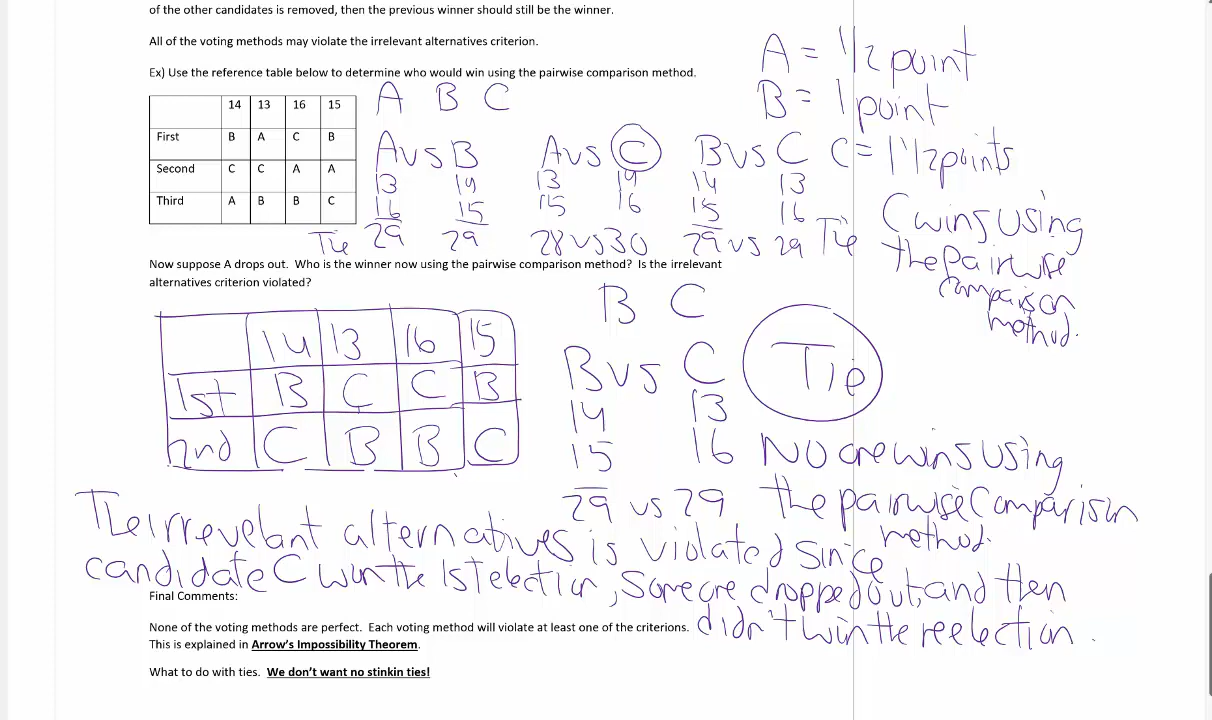 of the other candidates is removed, then the previous winner should still be the winner.
All of the voting methods may violate the irrelevant alternatives criterion.
Ex) Use the reference table below to determine who would win using the pairwise comparison method.
14 13 16 15
First B A C B
Second C C A A
Third A B B C
A B C
A vs B
13 14
16 15
29 29
Tie
A vs C
13 14
15 16
28 vs 30
B vs C
14 13
15 16
29 vs 29 Tie
A = 1/2 point
B = 1 point
C = 1 1/2 points
C wins using
the Pairwise
comparison
method.
Now suppose A drops out. Who is the winner now using the pairwise comparison method? Is the irrelevant
alternatives criterion violated?
14 13 16 15
1st B C C B
2nd C B B C
B C
B vs C
14 13
15 16
29 vs 29
Tie
No one wins using
the pairwise Comparison
method.
The irrevelant alternatives is violated since
candidate C won the 1st election, someone dropped out, and then
didn't win the reelection.
Final Comments:
None of the voting methods are perfect. Each voting method will violate at least one of the criterions.
This is explained in Arrow's Impossibility Theorem.
What to do with ties. We don't want no stinkin ties!